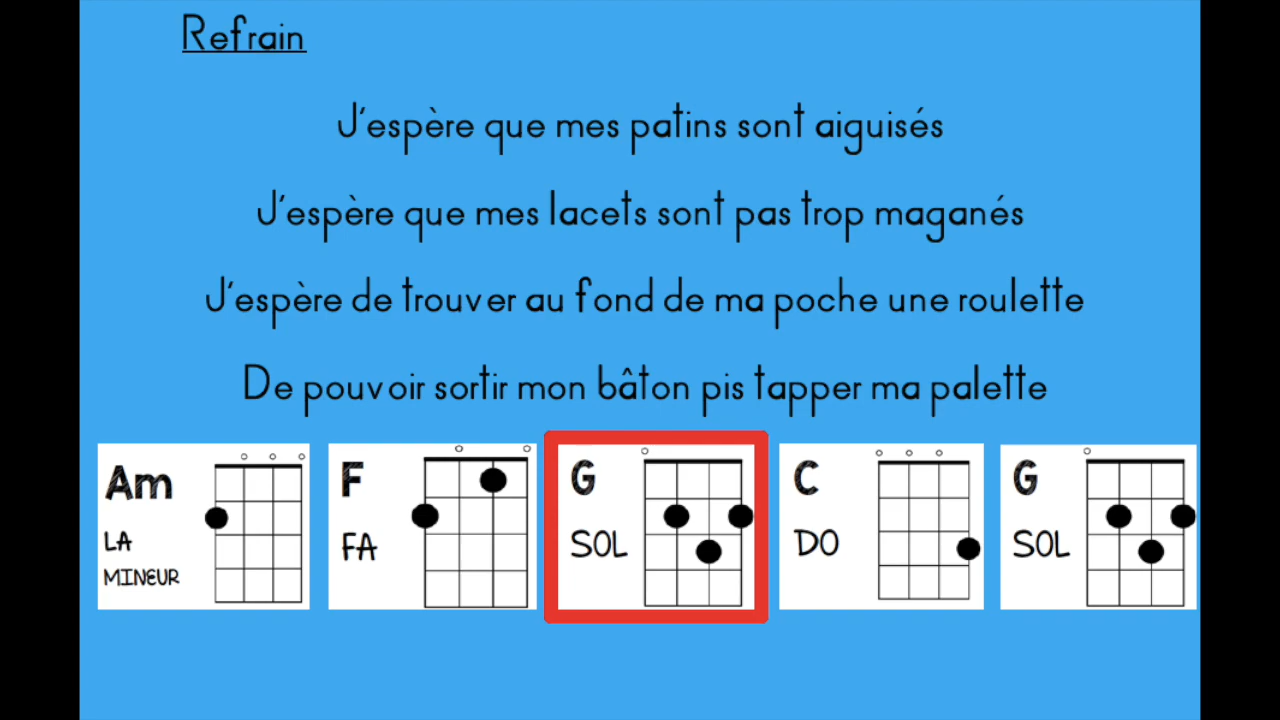 Refrain
J'espère que mes patins sont aiguisés
J'espère que mes lacets sont pas trop maganés
J'espère de trouver au fond de ma poche une roulette
De pouvoir sortir mon bâton pis tapper ma palette
Am
LA
MINEUR
F
FA
G
SOL
C
DO
G
SOL